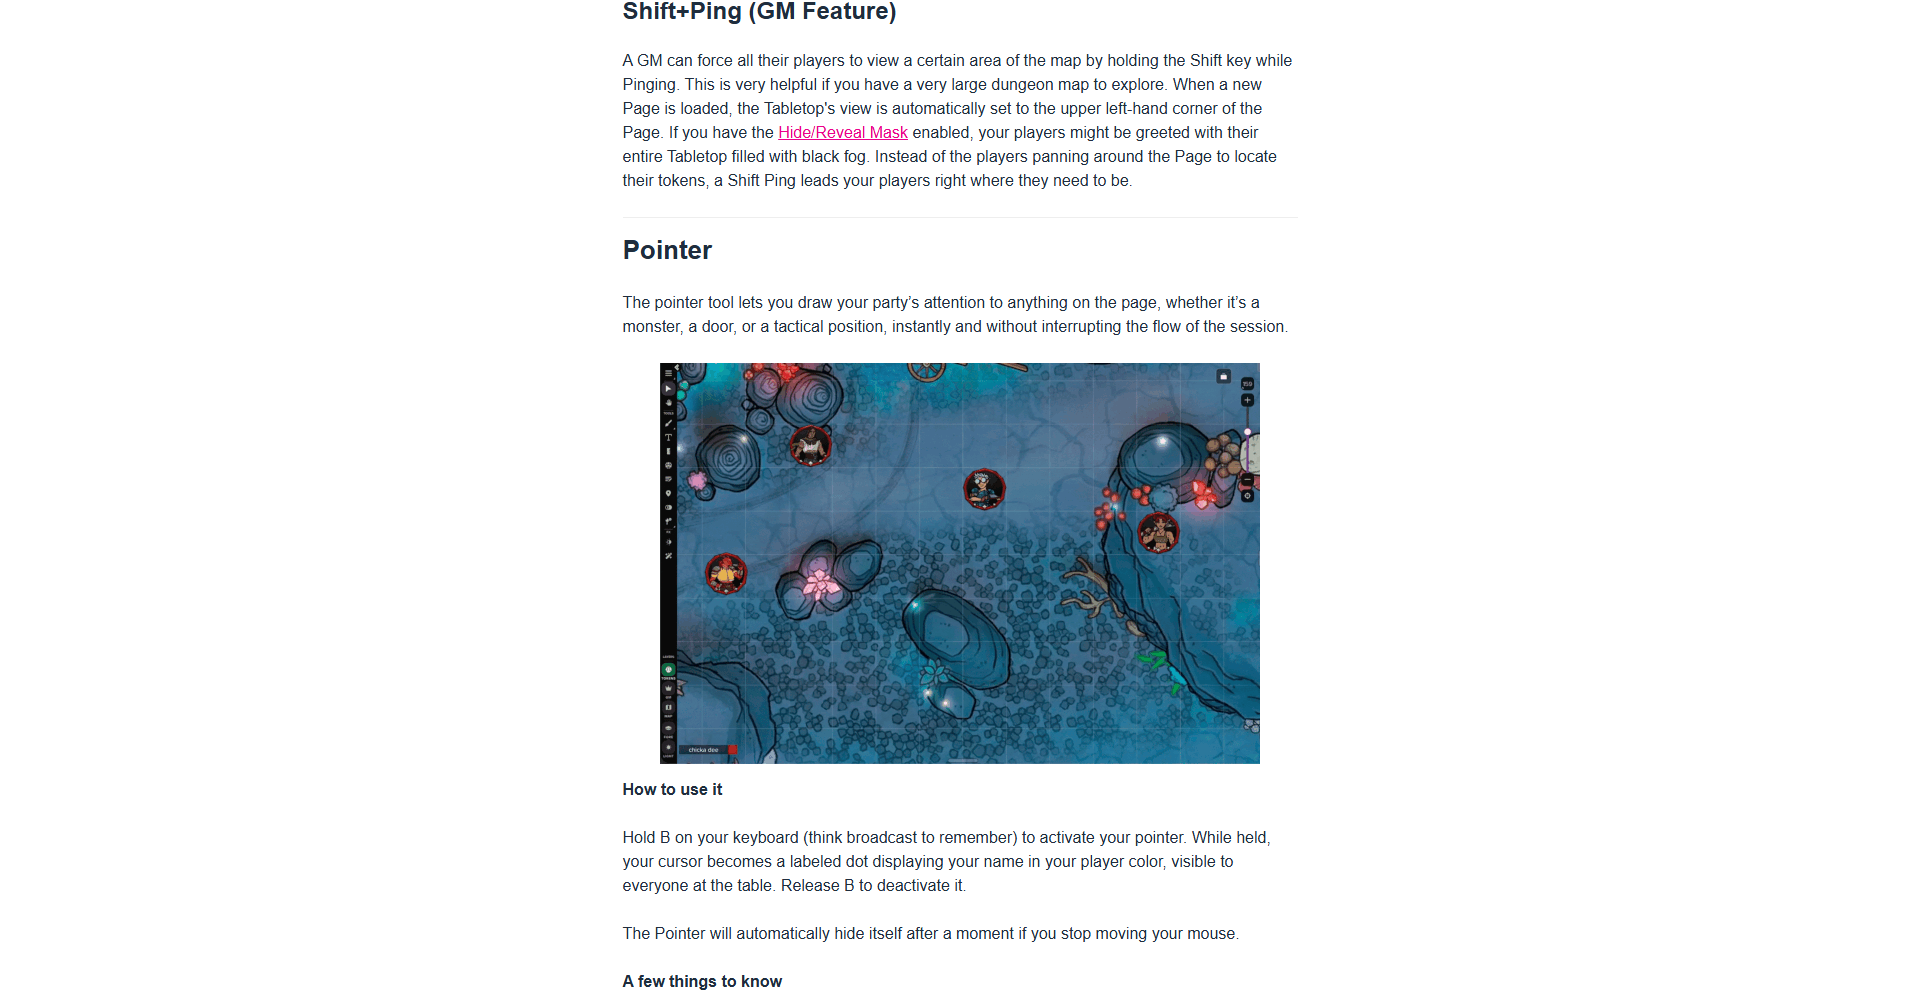 Shift+Ping (GM Feature)
A GM can force all their players to view a certain area of the map by holding the Shift key while
Pinging. This is very helpful if you have a very large dungeon map to explore. When a new
Page is loaded, the Tabletop's view is automatically set to the upper left-hand corner of the
Page. If you have the Hide/Reveal Mask enabled, your players might be greeted with their
entire Tabletop filled with black fog. Instead of the players panning around the Page to locate
their tokens, a Shift Ping leads your players right where they need to be.
Pointer
The pointer tool lets you draw your party’s attention to anything on the page, whether it’s a
monster, a door, or a tactical position, instantly and without interrupting the flow of the session.
chicka dee
How to use it
Hold B on your keyboard (think broadcast to remember) to activate your pointer. While held,
your cursor becomes a labeled dot displaying your name in your player color, visible to
everyone at the table. Release B to deactivate it.
The Pointer will automatically hide itself after a moment if you stop moving your mouse.
A few things to know